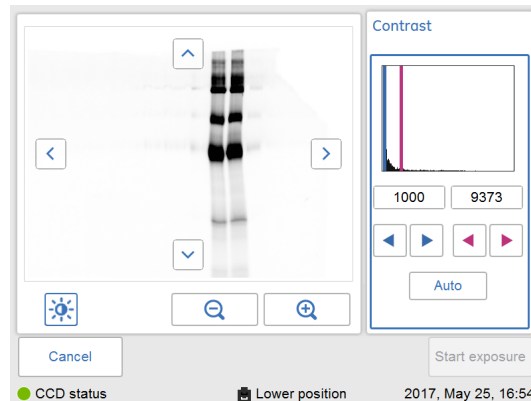 Contrast
1000 9373
Auto
Cancel
Start exposure
CCD status
Lower position
2017, May 25, 16:54